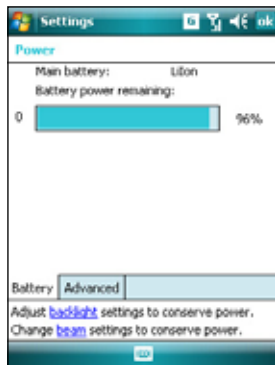 Settings
G
ok
Power
Main battery: LiIon
Battery power remaining:
0 96%
Battery Advanced
Adjust backlight settings to conserve power.
Change beam settings to conserve power.